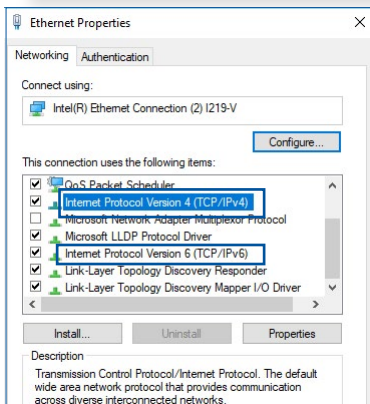 Ethernet Properties
Networking Authentication
Connect using:
Intel(R) Ethernet Connection (2) I219-V
Configure...
This connection uses the following items:
QoS Packet Scheduler
Internet Protocol Version 4 (TCP/IPv4)
Microsoft Network Adapter Multiplexor Protocol
Microsoft LLDP Protocol Driver
Internet Protocol Version 6 (TCP/IPv6)
Link-Layer Topology Discovery Responder
Link-Layer Topology Discovery Mapper I/O Driver
Install... Uninstall Properties
Description
Transmission Control Protocol/Internet Protocol. The default
wide area network protocol that provides communication
across diverse interconnected networks.